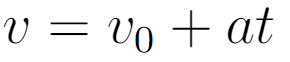 v = v₀ + at